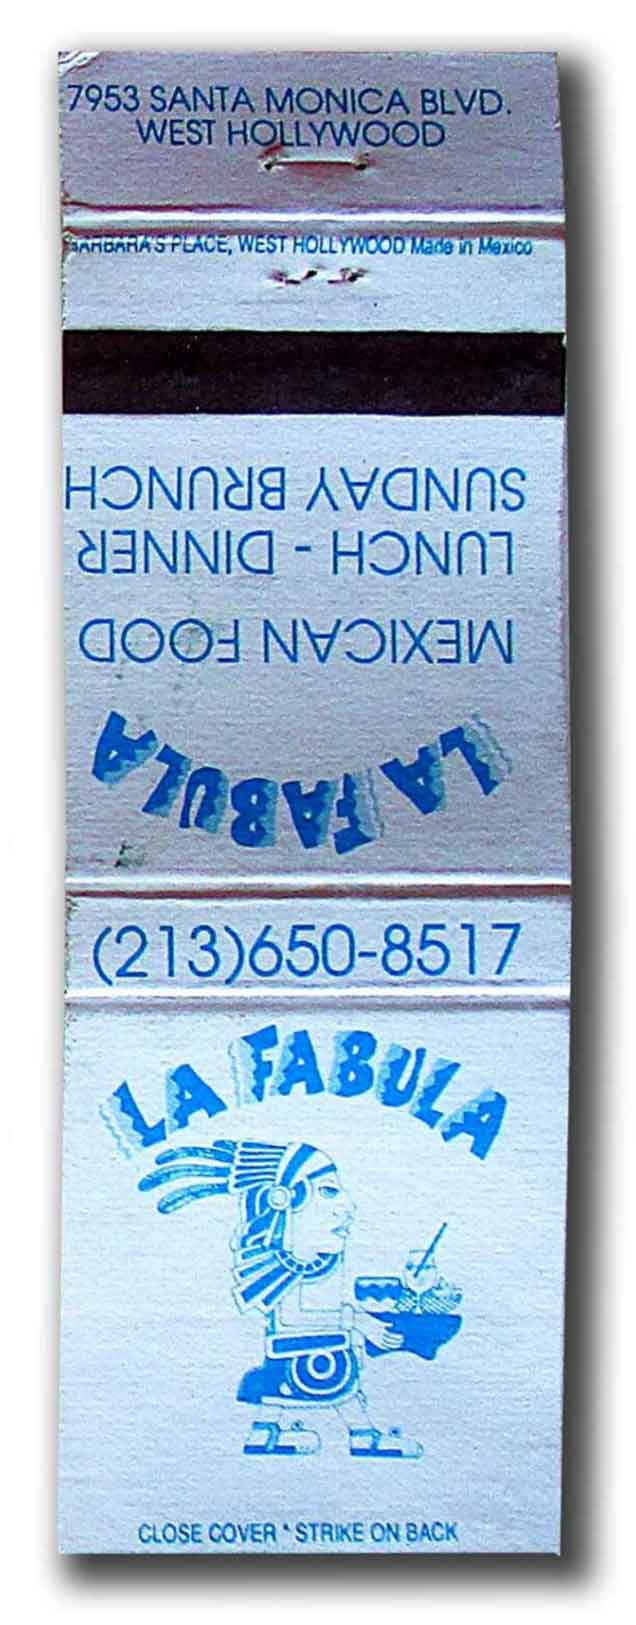 7953 SANTA MONICA BLVD.
WEST HOLLYWOOD
BARBARA'S PLACE, WEST HOLLYWOOD Made in Mexico
LA FABULA
MEXICAN FOOD
LUNCH - DINNER
SUNDAY BRUNCH
(213)650-8517
LA FABULA
CLOSE COVER * STRIKE ON BACK